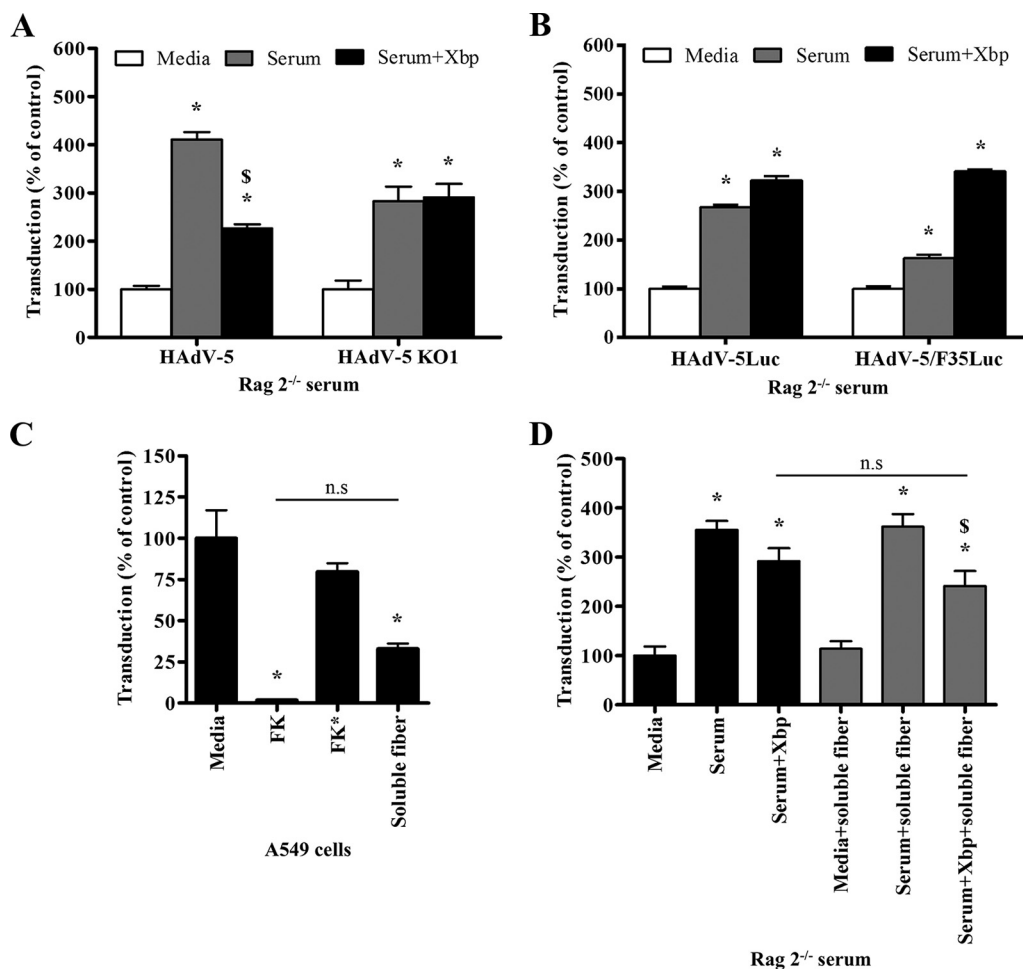 A
Transduction (% of control)
600
500
400
300
200
100
0
Media Serum Serum+Xbp
*
$
*
*
*
HAdV-5 HAdV-5 KO1
Rag 2-/- serum
B
Transduction (% of control)
600
500
400
300
200
100
0
Media Serum Serum+Xbp
*
*
*
*
HAdV-5Luc HAdV-5/F35Luc
Rag 2-/- serum
C
Transduction (% of control)
150
125
100
75
50
25
0
n.s
*
*
Media
FK
FK*
Soluble fiber
A549 cells
D
Transduction (% of control)
500
400
300
200
100
0
n.s
*
*
*
$
*
Media
Serum
Serum+Xbp
Media+soluble fiber
Serum+soluble fiber
Serum+Xbp+soluble fiber
Rag 2-/- serum